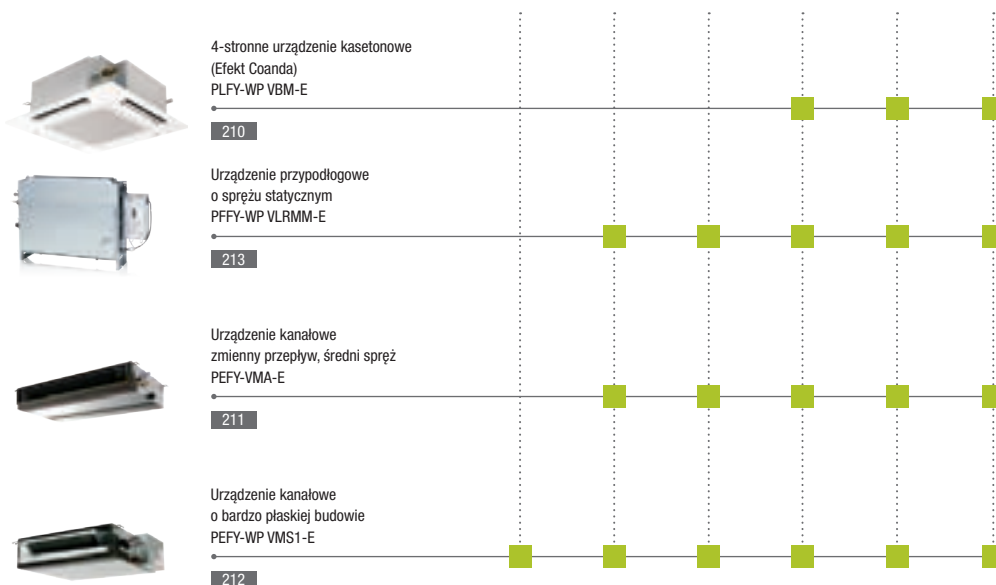 4-stronne urządzenie kasetonowe
(Efekt Coanda)
PLFY-WP VBM-E
210
Urządzenie przypodłogowe
o sprężu statycznym
PFFY-WP VLRMM-E
213
Urządzenie kanałowe
zmienny przepływ, średni spręż
PEFY-VMA-E
211
Urządzenie kanałowe
o bardzo płaskiej budowie
PEFY-WP VMS1-E
212